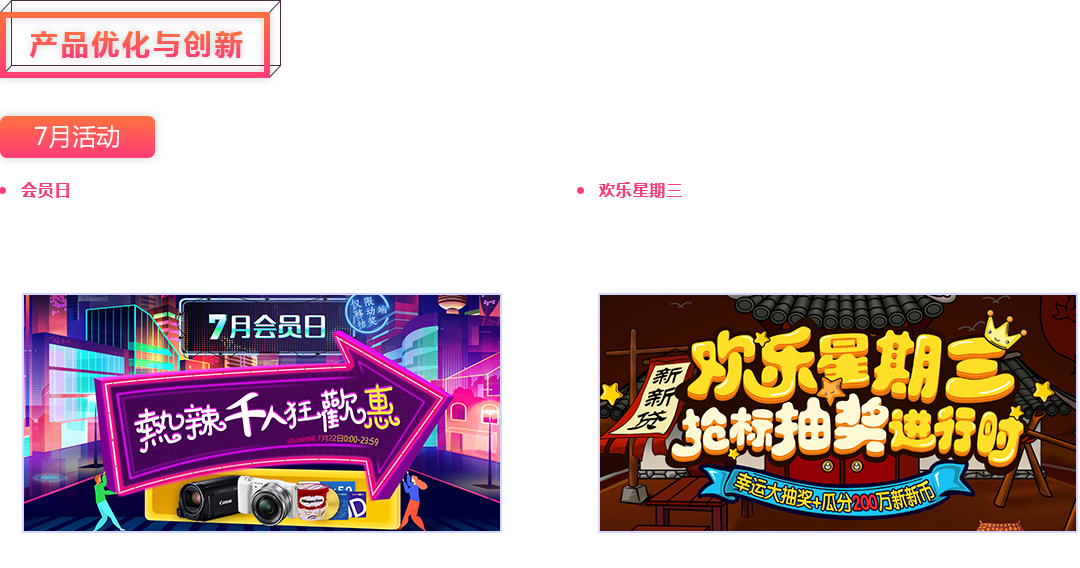 产品优化与创新
7月活动
会员日
欢乐星期三
仅限
移动端
抽奖
7月会员日
熱辣千人狂歡惠
7月22日0:00-23:59
Canon
欢乐星期三
新新贷
抢标抽奖进行时
幸运大抽奖+瓜分200万新新币